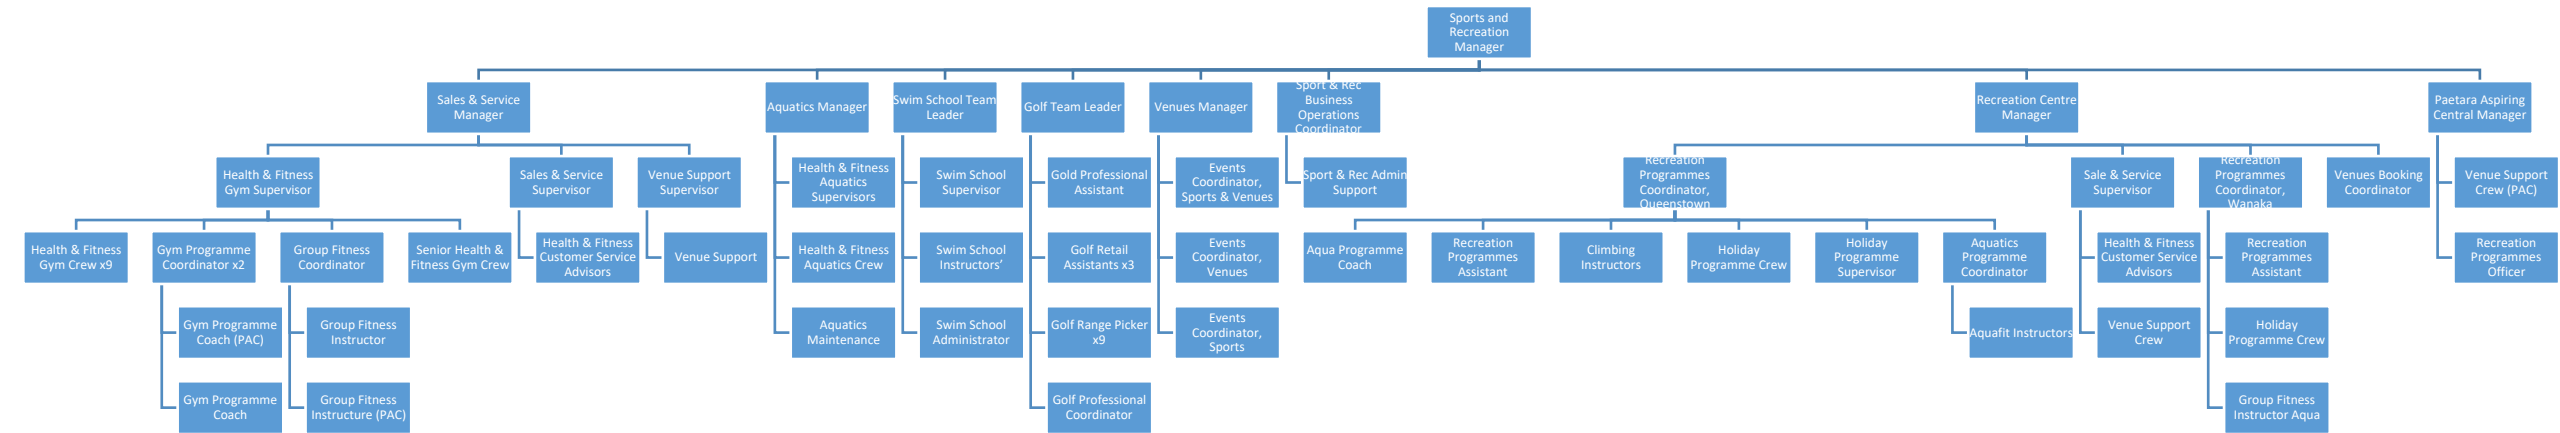 Sports and
Recreation
Manager
Sales & Service
Manager
Aquatics Manager
Swim School Team
Leader
Golf Team Leader
Venues Manager
Sport & Rec
Business
Operations
Coordinator
Recreation Centre
Manager
Paetara Aspiring
Central Manager
Health & Fitness
Gym Supervisor
Sales & Service
Supervisor
Venue Support
Supervisor
Health & Fitness
Aquatics
Supervisors
Swim School
Supervisor
Gold Professional
Assistant
Events
Coordinator,
Sports & Venues
Sport & Rec Admin
Support
Recreation
Programmes
Coordinator,
Queenstown
Sale & Service
Supervisor
Recreation
Programmes
Coordinator,
Wanaka
Venues Booking
Coordinator
Venue Support
Crew (PAC)
Health & Fitness
Gym Crew x9
Gym Programme
Coordinator x2
Group Fitness
Coordinator
Senior Health &
Fitness Gym Crew
Health & Fitness
Customer Service
Advisors
Venue Support
Health & Fitness
Aquatics Crew
Swim School
Instructors’
Golf Retail
Assistants x3
Events
Coordinator,
Venues
Aqua Programme
Coach
Recreation
Programmes
Assistant
Climbing
Instructors
Holiday
Programme Crew
Holiday
Programme
Supervisor
Aquatics
Programme
Coordinator
Health & Fitness
Customer Service
Advisors
Recreation
Programmes
Assistant
Recreation
Programmes
Officer
Gym Programme
Coach (PAC)
Group Fitness
Instructor
Aquatics
Maintenance
Swim School
Administrator
Golf Range Picker
x9
Events
Coordinator,
Sports
Aquafit Instructors
Venue Support
Crew
Holiday
Programme Crew
Gym Programme
Coach
Group Fitness
Instructure (PAC)
Golf Professional
Coordinator
Group Fitness
Instructor Aqua